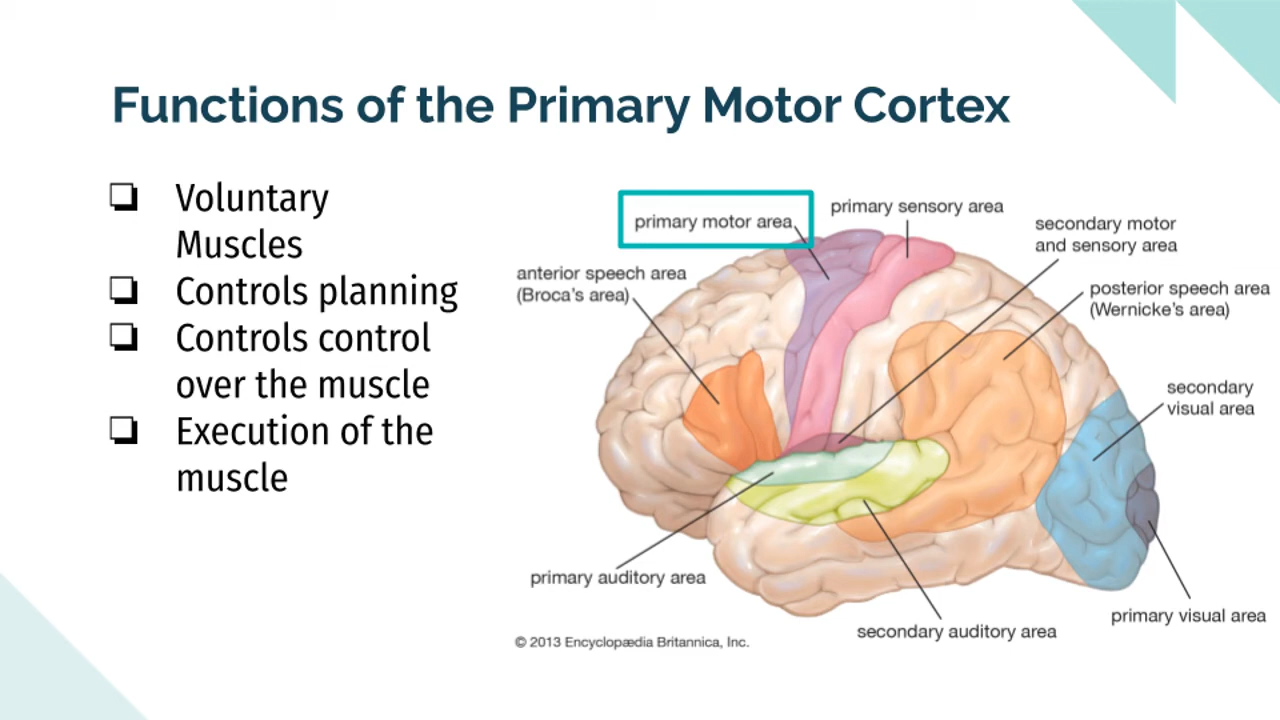 Functions of the Primary Motor Cortex
❏ Voluntary
Muscles
❏ Controls planning
❏ Controls control
over the muscle
❏ Execution of the
muscle
primary motor area
primary sensory area
secondary motor
and sensory area
anterior speech area
(Broca's area)
posterior speech area
(Wernicke's area)
secondary
visual area
primary auditory area
secondary auditory area
primary visual area
© 2013 Encyclopædia Britannica, Inc.